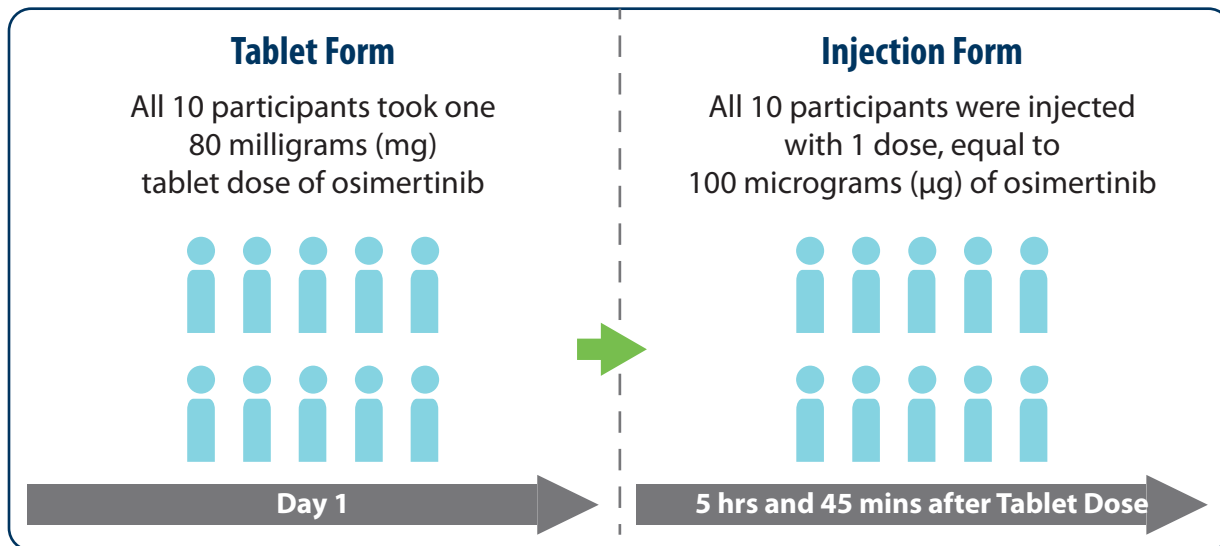 Tablet Form
All 10 participants took one
80 milligrams (mg)
tablet dose of osimertinib
Day 1
Injection Form
All 10 participants were injected
with 1 dose, equal to
100 micrograms (µg) of osimertinib
5 hrs and 45 mins after Tablet Dose